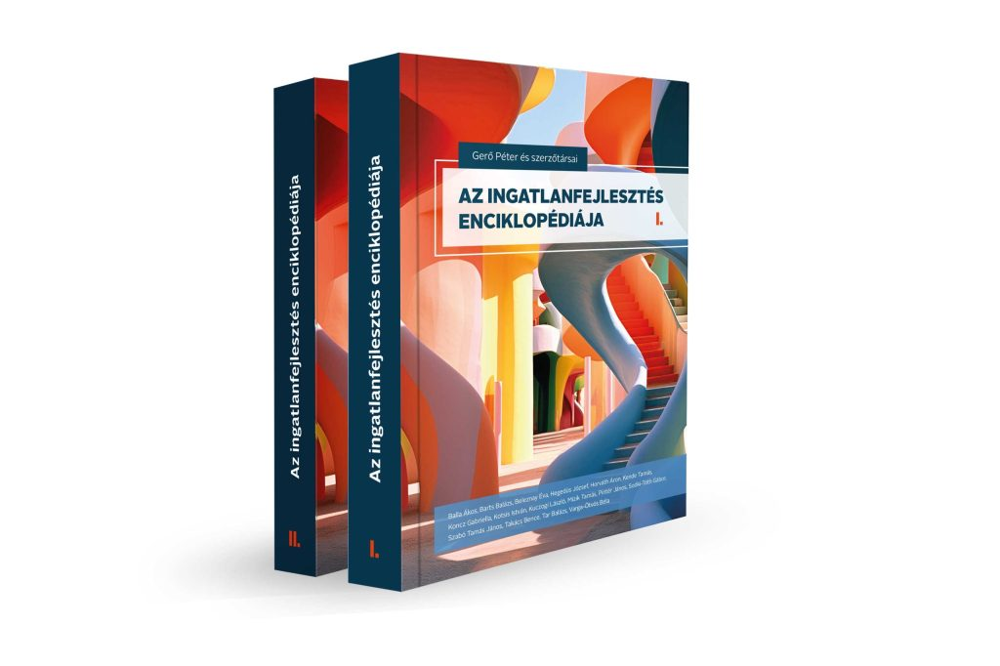 Az ingatlanfejlesztés enciklopédiája
II.
Az ingatlanfejlesztés enciklopédiája
I.
Gerő Péter és szerzőtársai
AZ INGATLANFEJLESZTÉS
ENCIKLOPÉDIÁJA I.
Balla Ákos, Barts Balázs, Beleznay Éva, Hegedüs József, Horváth Áron, Kende Tamás,
Koncz Gabriella, Kotsis István, Kuczogi László, Mizik Tamás, Pintér János, Soóki-Tóth Gábor,
Szabó Tamás János, Takács Bence, Tar Balázs, Varga-Ötvös Béla